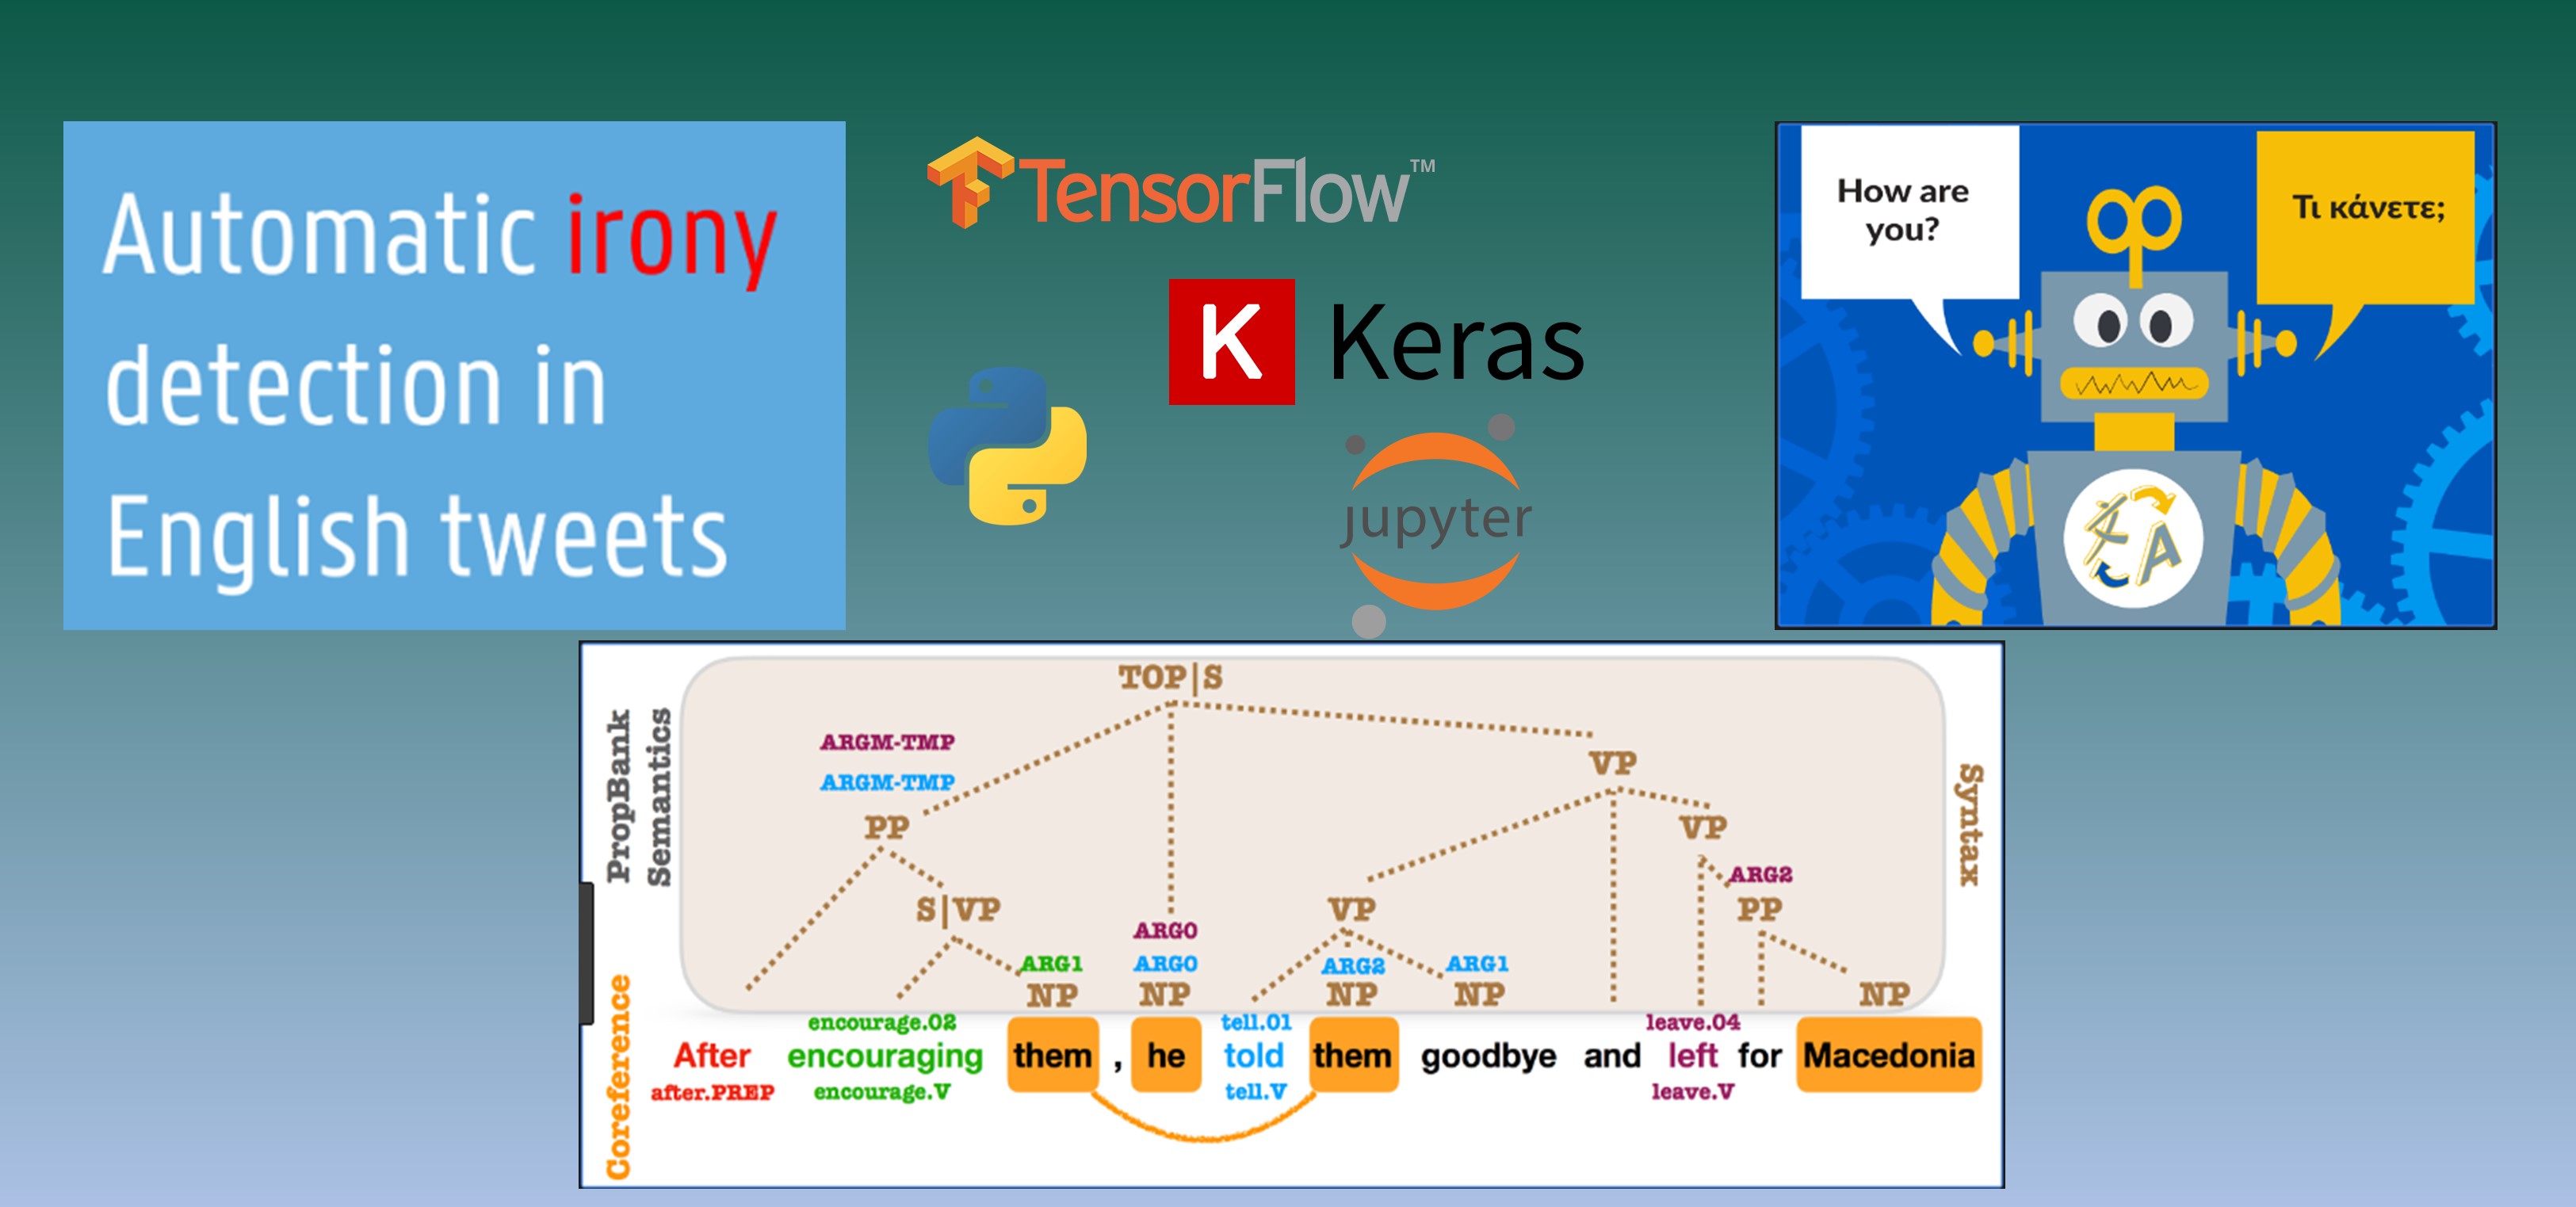 Automatic irony
detection in
English tweets
TensorFlow™
K Keras
jupyter
How are
you?
Τι κάνετε;
文 A
PropBank
Semantics
Syntax
Coreference
TOP|S
ARGM-TMP
ARGM-TMP
VP
PP
VP
ARG2
S|VP
VP
PP
ARG0
ARG1
ARG0
ARG2
ARG1
NP
NP
NP
NP
NP
encourage.02
tell.01
leave.04
After encouraging them , he told them goodbye and left for Macedonia
after.PREP
encourage.V
tell.V
leave.V